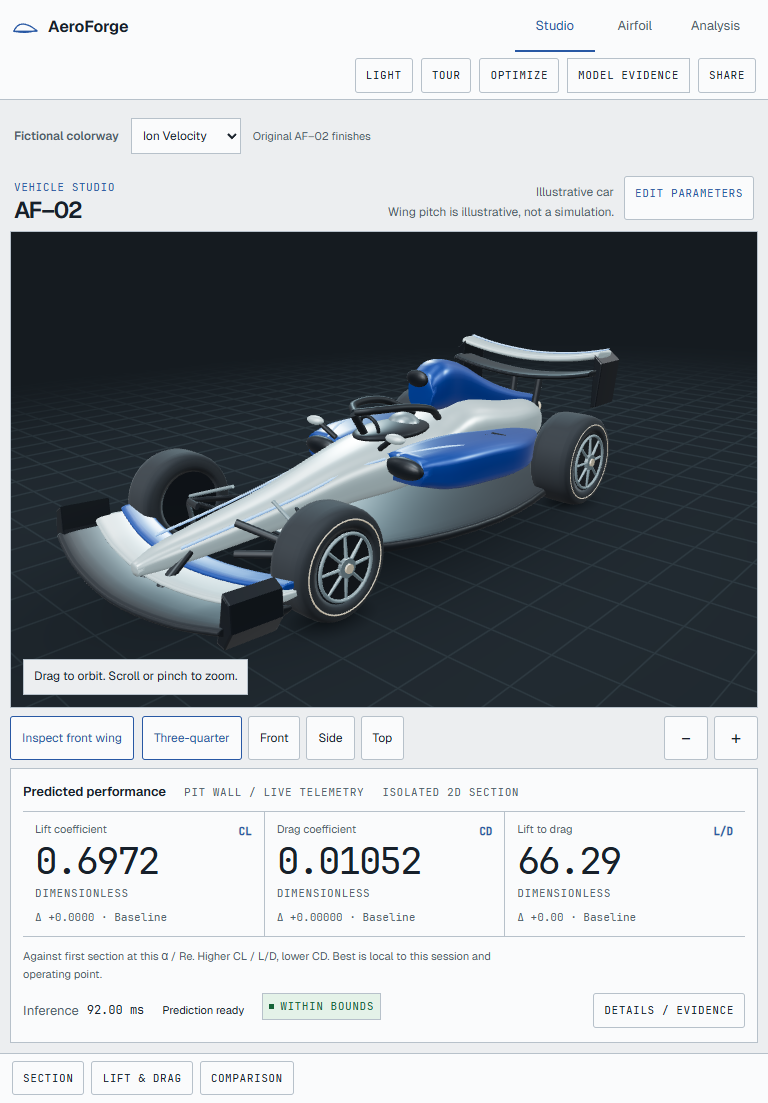 AeroForge
Studio
Airfoil
Analysis
LIGHT
TOUR
OPTIMIZE
MODEL EVIDENCE
SHARE
Fictional colorway
Ion Velocity
Original AF–02 finishes
VEHICLE STUDIO
AF–02
Illustrative car
Wing pitch is illustrative, not a simulation.
EDIT PARAMETERS
Drag to orbit. Scroll or pinch to zoom.
Inspect front wing
Three-quarter
Front
Side
Top
−
+
Predicted performance
PIT WALL / LIVE TELEMETRY
ISOLATED 2D SECTION
Lift coefficient
CL
0.6972
DIMENSIONLESS
Δ +0.0000 · Baseline
Drag coefficient
CD
0.01052
DIMENSIONLESS
Δ +0.00000 · Baseline
Lift to drag
L/D
66.29
DIMENSIONLESS
Δ +0.00 · Baseline
Against first section at this α / Re. Higher CL / L/D, lower CD. Best is local to this session and
operating point.
Inference 92.00 ms
Prediction ready
WITHIN BOUNDS
DETAILS / EVIDENCE
SECTION
LIFT & DRAG
COMPARISON